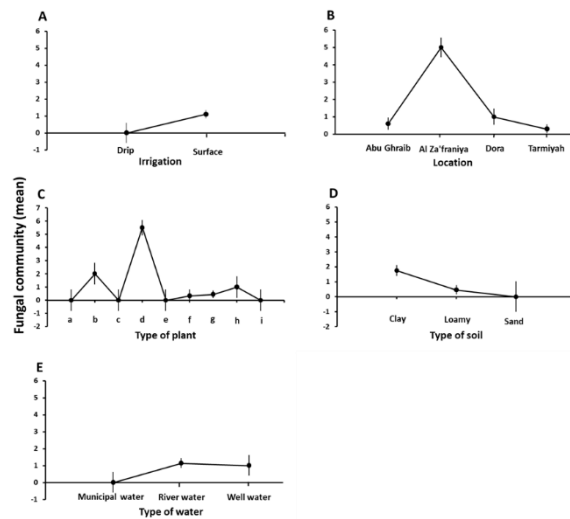 A
6
5
4
3
2
1
0
-1
Drip
Surface
Irrigation
B
6
5
4
3
2
1
0
-1
Abu Ghraib
Al Za'franiya
Dora
Tarmiyah
Location
Fungal community (mean)
C
7
6
5
4
3
2
1
0
-1
-2
a
b
c
d
e
f
g
h
i
Type of plant
D
6
5
4
3
2
1
0
-1
-2
Clay
Loamy
Sand
Type of soil
E
6
5
4
3
2
1
0
-1
Municipal water
River water
Well water
Type of water